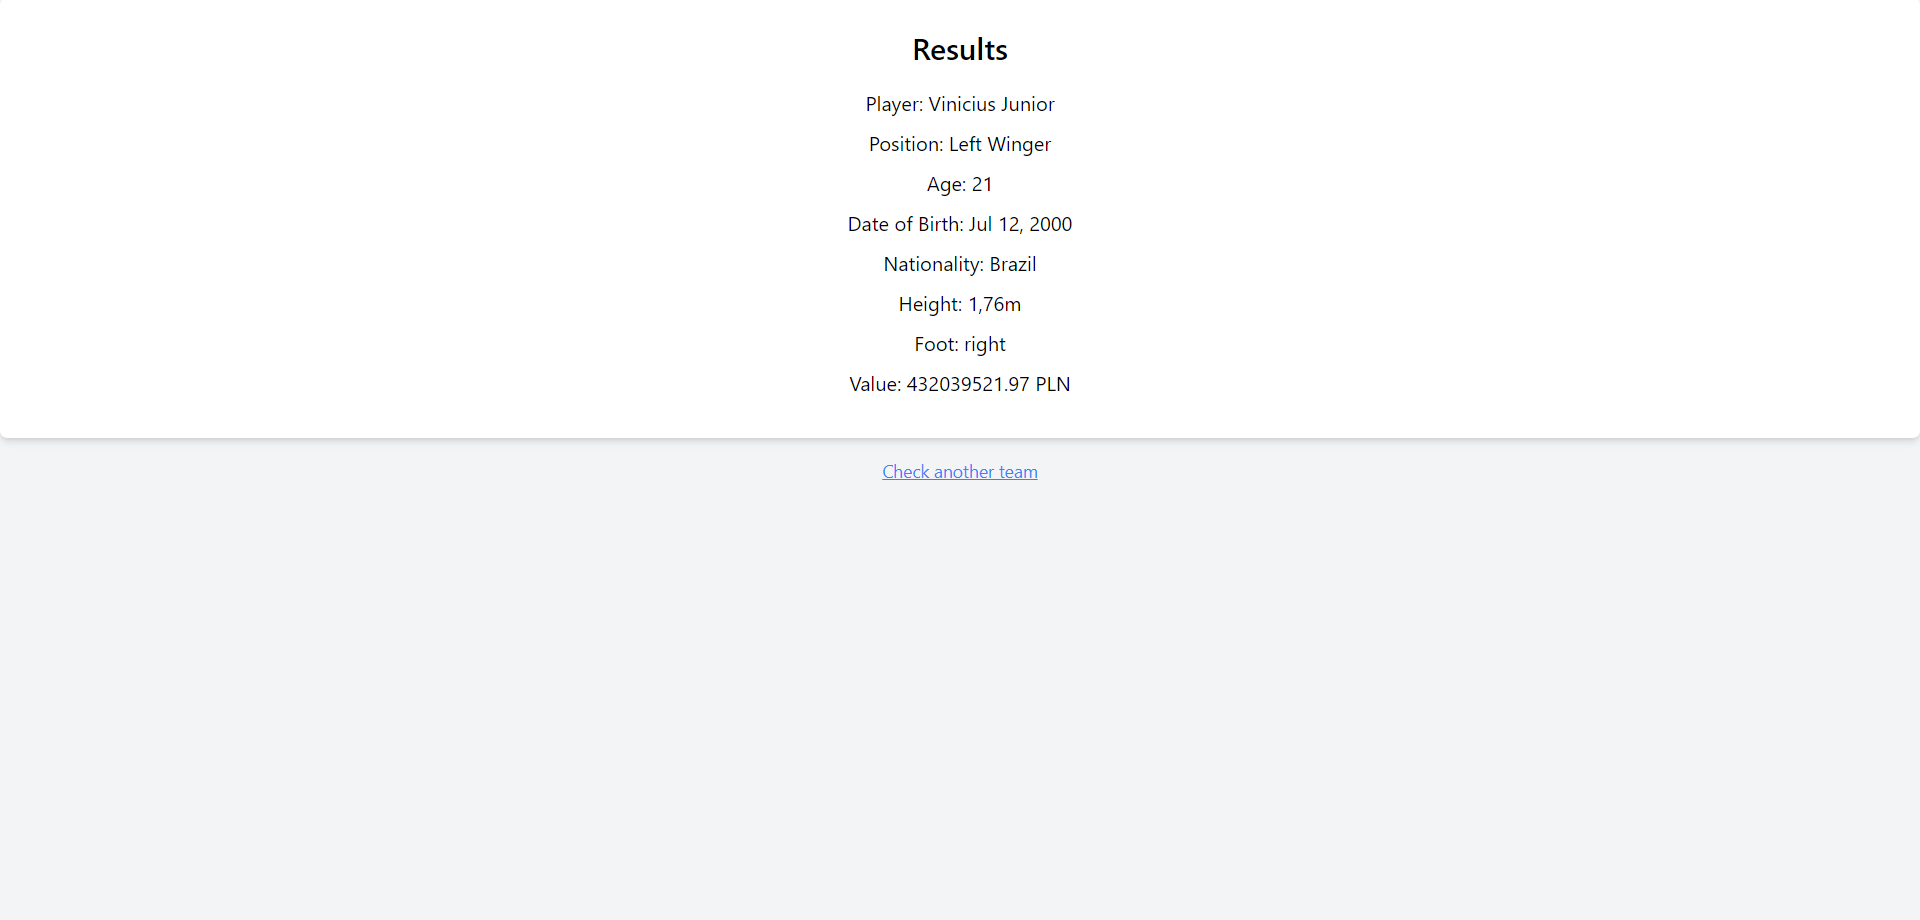 Results
Player: Vinicius Junior
Position: Left Winger
Age: 21
Date of Birth: Jul 12, 2000
Nationality: Brazil
Height: 1,76m
Foot: right
Value: 432039521.97 PLN
Check another team